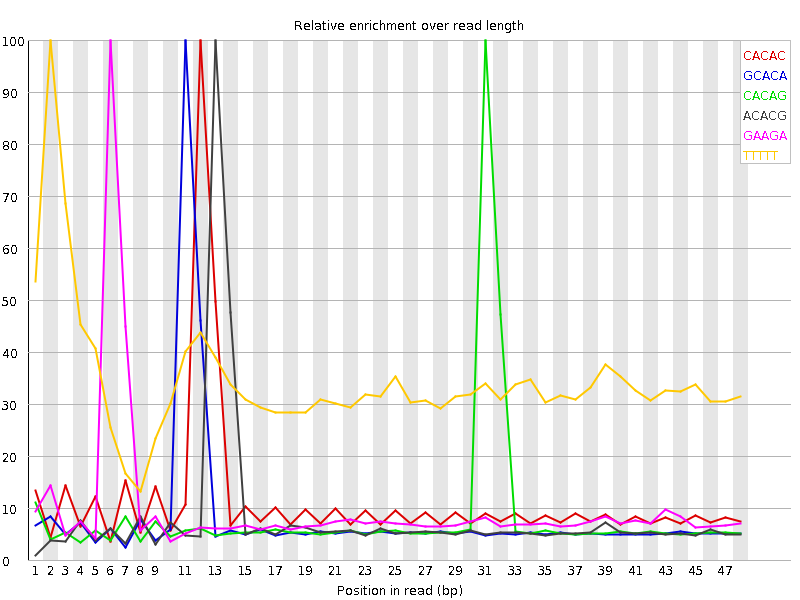 Relative enrichment over read length
100
90
80
70
60
50
40
30
20
10
0
CACAC
GCACA
CACAG
ACACG
GAAGA
TTTTT
1 2 3 4 5 6 7 8 9 11 13 15 17 19 21 23 25 27 29 31 33 35 37 39 41 43 45 47
Position in read (bp)